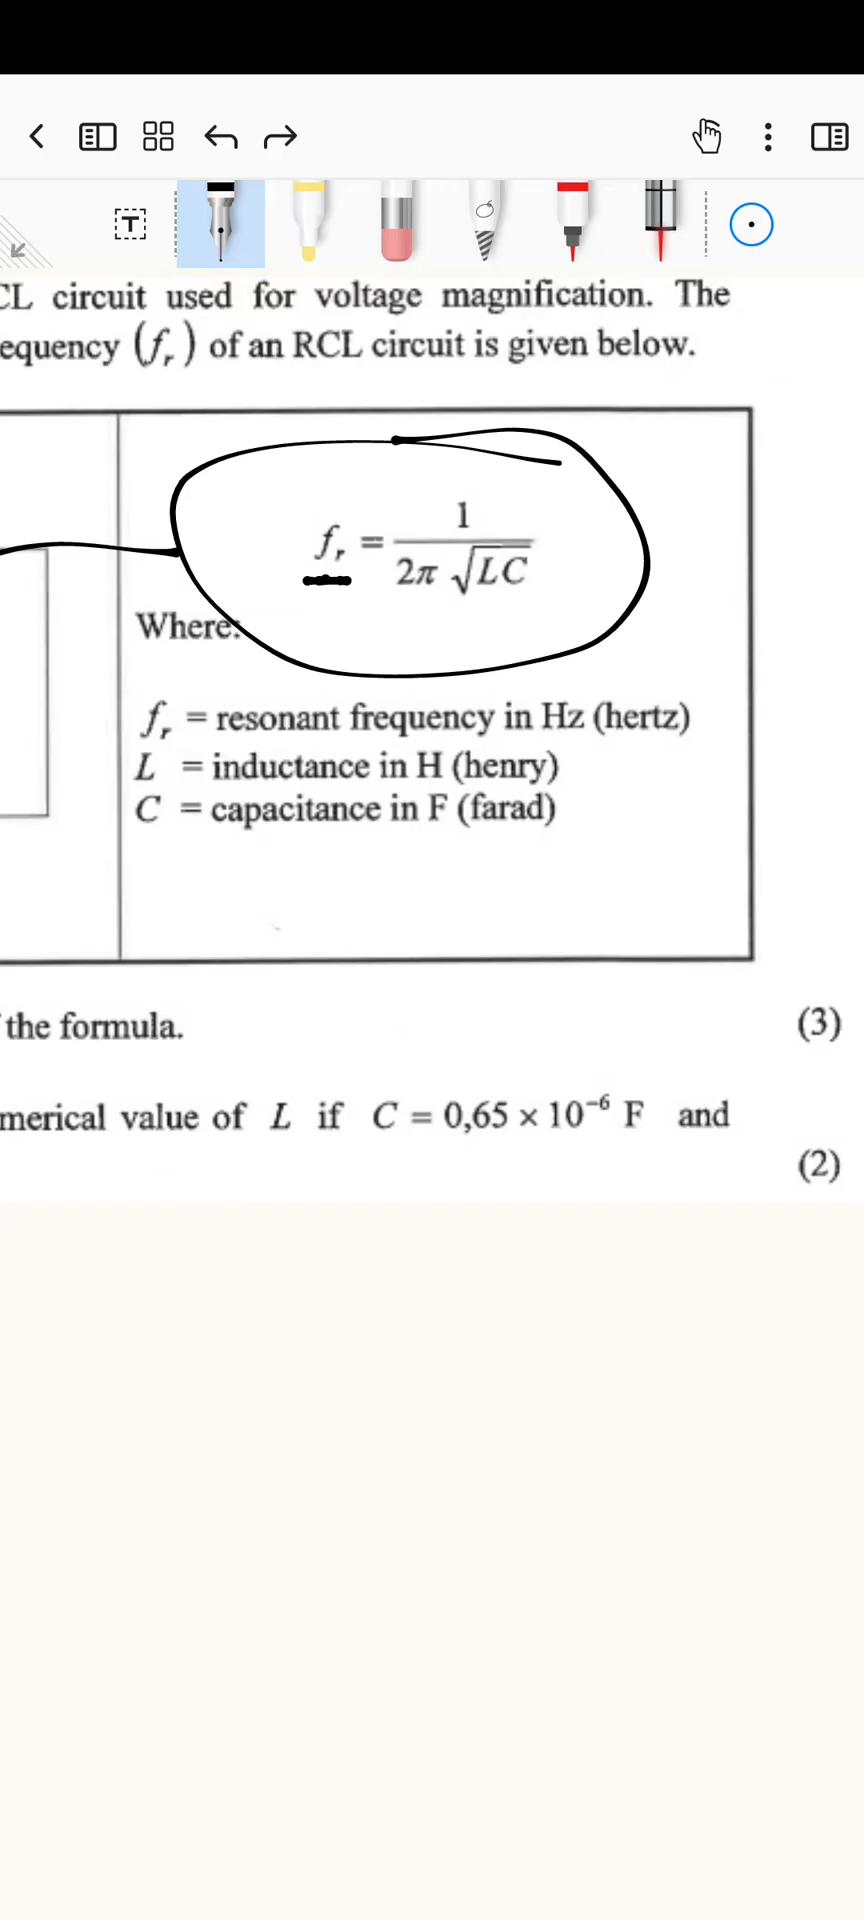 T
CL circuit used for voltage magnification. The
equency (f_r) of an RCL circuit is given below.
f_r = 1 / 2π √LC
Where:
f_r = resonant frequency in Hz (hertz)
L = inductance in H (henry)
C = capacitance in F (farad)
the formula. (3)
merical value of L if C = 0,65 × 10⁻⁶ F and
(2)